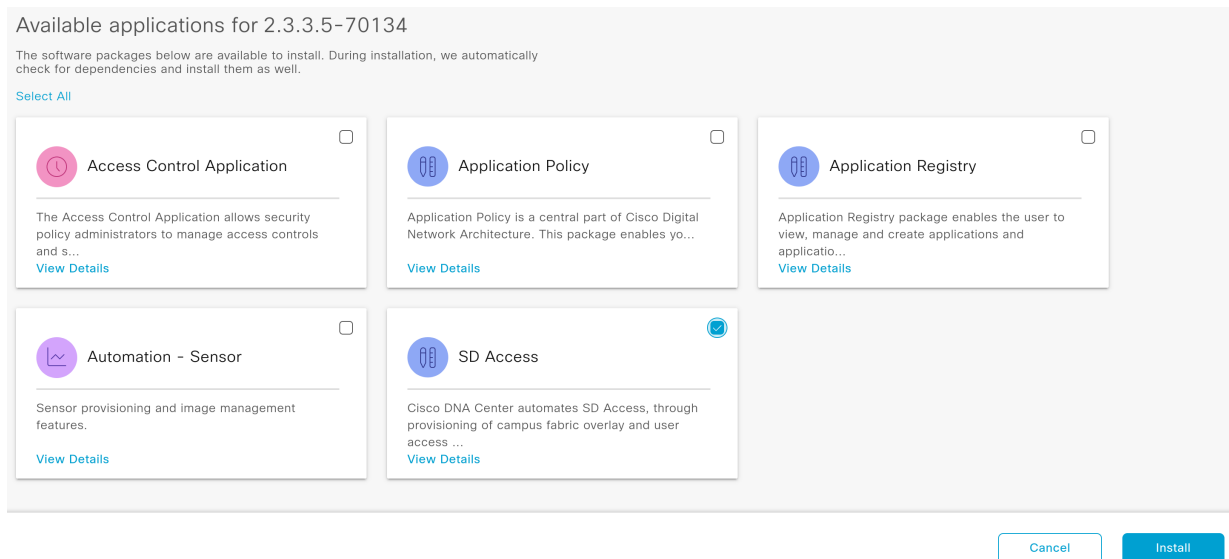 Available applications for 2.3.3.5-70134
The software packages below are available to install. During installation, we automatically
check for dependencies and install them as well.
Select All
Access Control Application
The Access Control Application allows security
policy administrators to manage access controls
and s...
View Details
Application Policy
Application Policy is a central part of Cisco Digital
Network Architecture. This package enables yo...
View Details
Application Registry
Application Registry package enables the user to
view, manage and create applications and
applicatio...
View Details
Automation - Sensor
Sensor provisioning and image management
features.
View Details
SD Access
Cisco DNA Center automates SD Access, through
provisioning of campus fabric overlay and user
access ...
View Details
Cancel
Install